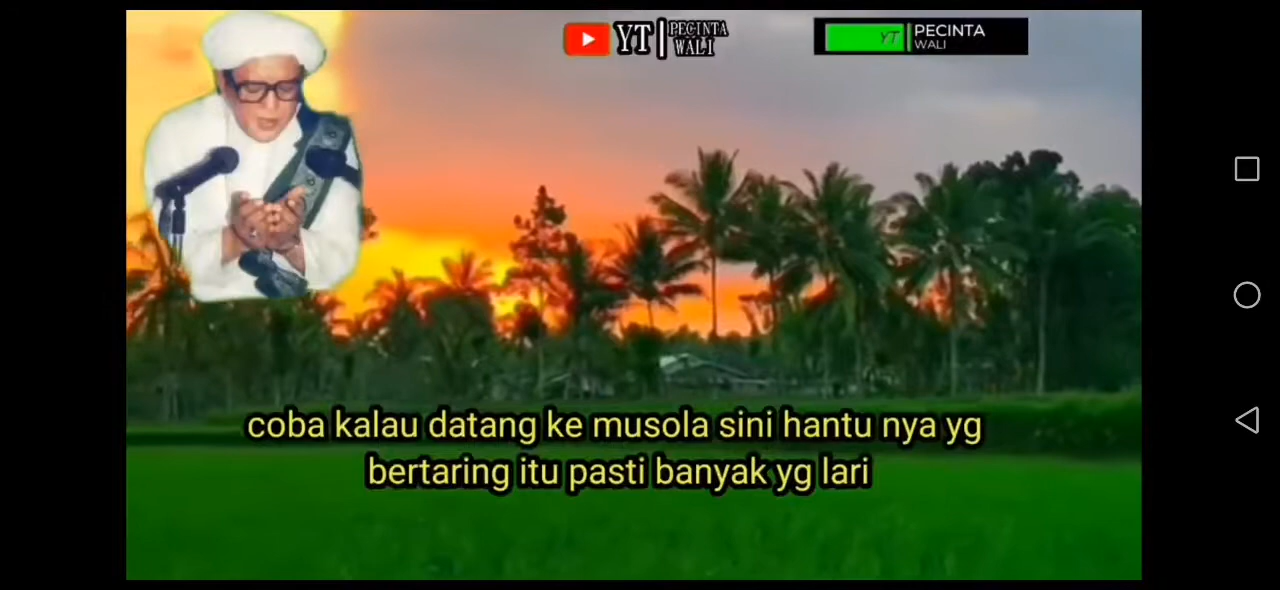 YT PECINTA
WALI
YT PECINTA
WALI
coba kalau datang ke musola sini hantu nya yg
bertaring itu pasti banyak yg lari